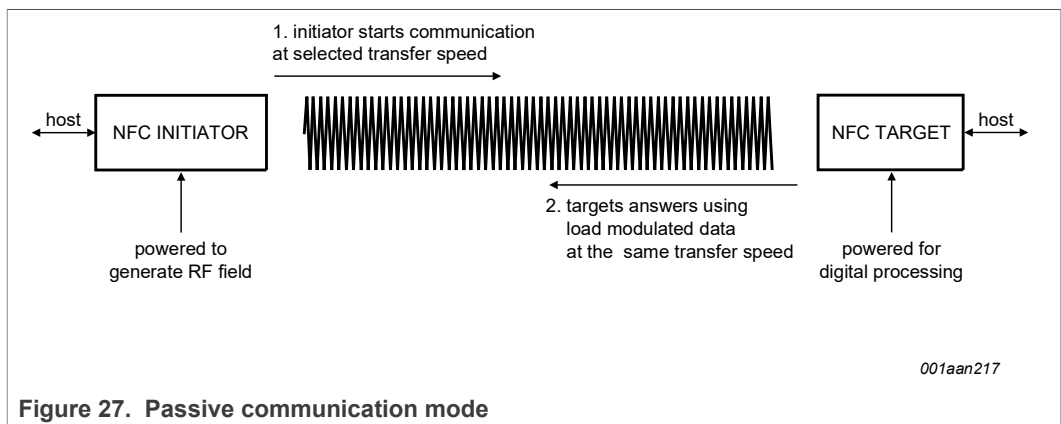 1. initiator starts communication
at selected transfer speed
host
NFC INITIATOR
NFC TARGET
host
2. targets answers using
load modulated data
at the same transfer speed
powered to
generate RF field
powered for
digital processing
001aan217
Figure 27. Passive communication mode